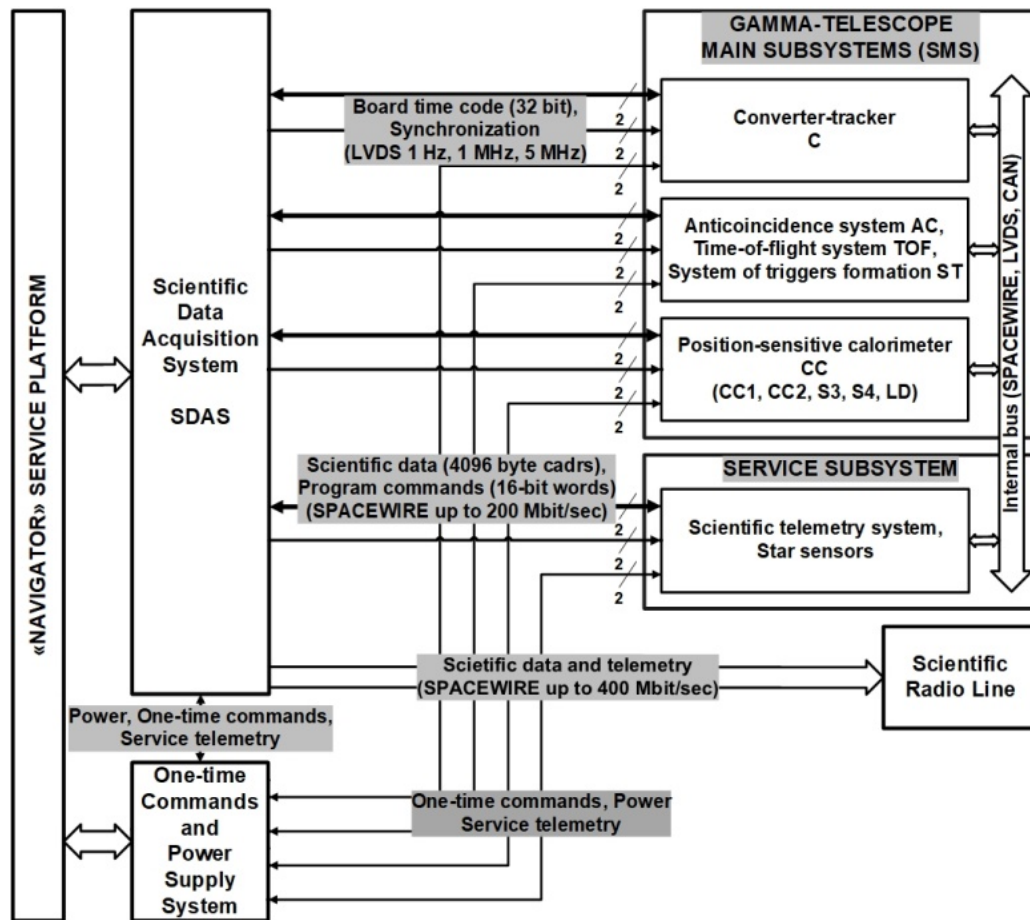 «NAVIGATOR» SERVICE PLATFORM
Scientific
Data
Acquisition
System
SDAS
GAMMA-TELESCOPE
MAIN SUBSYSTEMS (SMS)
Board time code (32 bit),
Synchronization
(LVDS 1 Hz, 1 MHz, 5 MHz)
2
2
2
Converter-tracker
C
2
2
2
Anticoincidence system AC,
Time-of-flight system TOF,
System of triggers formation ST
2
2
2
Position-sensitive calorimeter
CC
(CC1, CC2, S3, S4, LD)
Internal bus (SPACEWIRE, LVDS, CAN)
Scientific data (4096 byte cadrs),
Program commands (16-bit words)
(SPACEWIRE up to 200 Mbit/sec)
SERVICE SUBSYSTEM
2
2
2
Scientific telemetry system,
Star sensors
Scietific data and telemetry
(SPACEWIRE up to 400 Mbit/sec)
Scientific
Radio Line
Power, One-time commands,
Service telemetry
One-time
Commands
and
Power
Supply
System
One-time commands, Power
Service telemetry